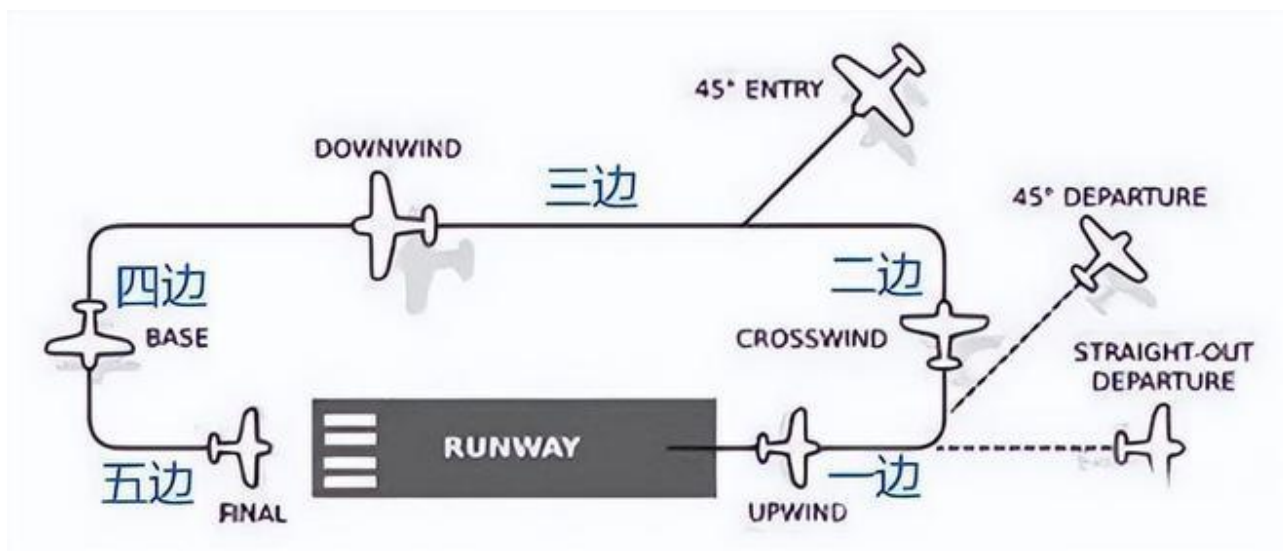 45° ENTRY
DOWNWIND
三边
45° DEPARTURE
四边
二边
BASE
CROSSWIND
STRAIGHT-OUT
DEPARTURE
RUNWAY
五边
一边
FINAL
UPWIND